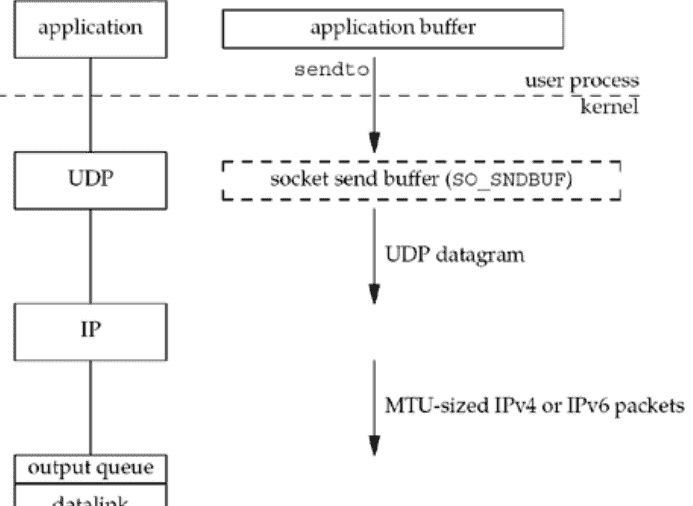 application
application buffer
sendto
user process
kernel
UDP
socket send buffer (SO_SNDBUF)
UDP datagram
IP
MTU-sized IPv4 or IPv6 packets
output queue
datalink